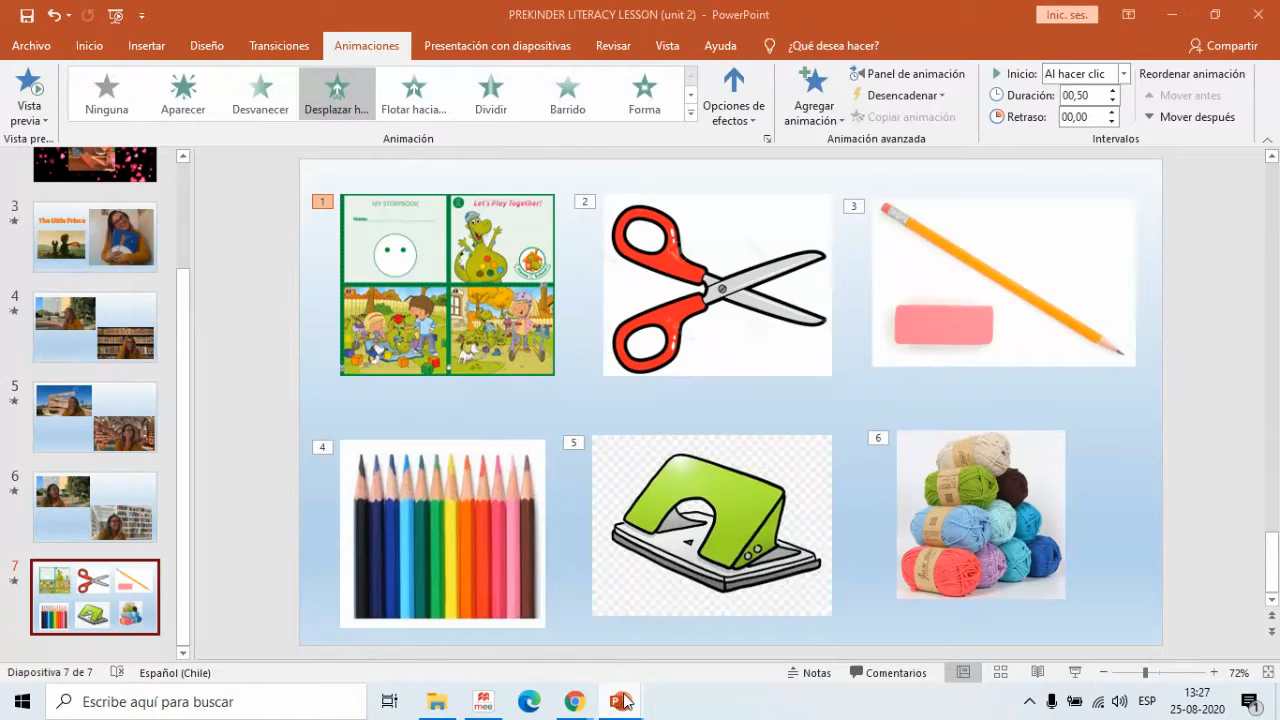 PREKINDER LITERACY LESSON (unit 2) - PowerPoint
Inic. ses.
Archivo Inicio Insertar Diseño Transiciones Animaciones Presentación con diapositivas Revisar Vista Ayuda ¿Qué desea hacer? Compartir
Vista previa
Ninguna Aparecer Desvanecer Desplazar h... Flotar hacia... Dividir Barrido Forma
Opciones de efectos
Agregar animación
Panel de animación
Desencadenar
Copiar animación
Inicio: Al hacer clic
Duración: 00,50
Retraso: 00,00
Reordenar animación
Mover antes
Mover después
Vista pre... Animación Animación avanzada Intervalos
3
The Little Prince
4
5
6
7
1
MY STORYBOOK
Name:
Let's Play Together!
2
3
4
5
6
Diapositiva 7 de 7 Español (Chile) Notas Comentarios 72%
Escribe aquí para buscar
mee
ESP
13:27
25-08-2020
1